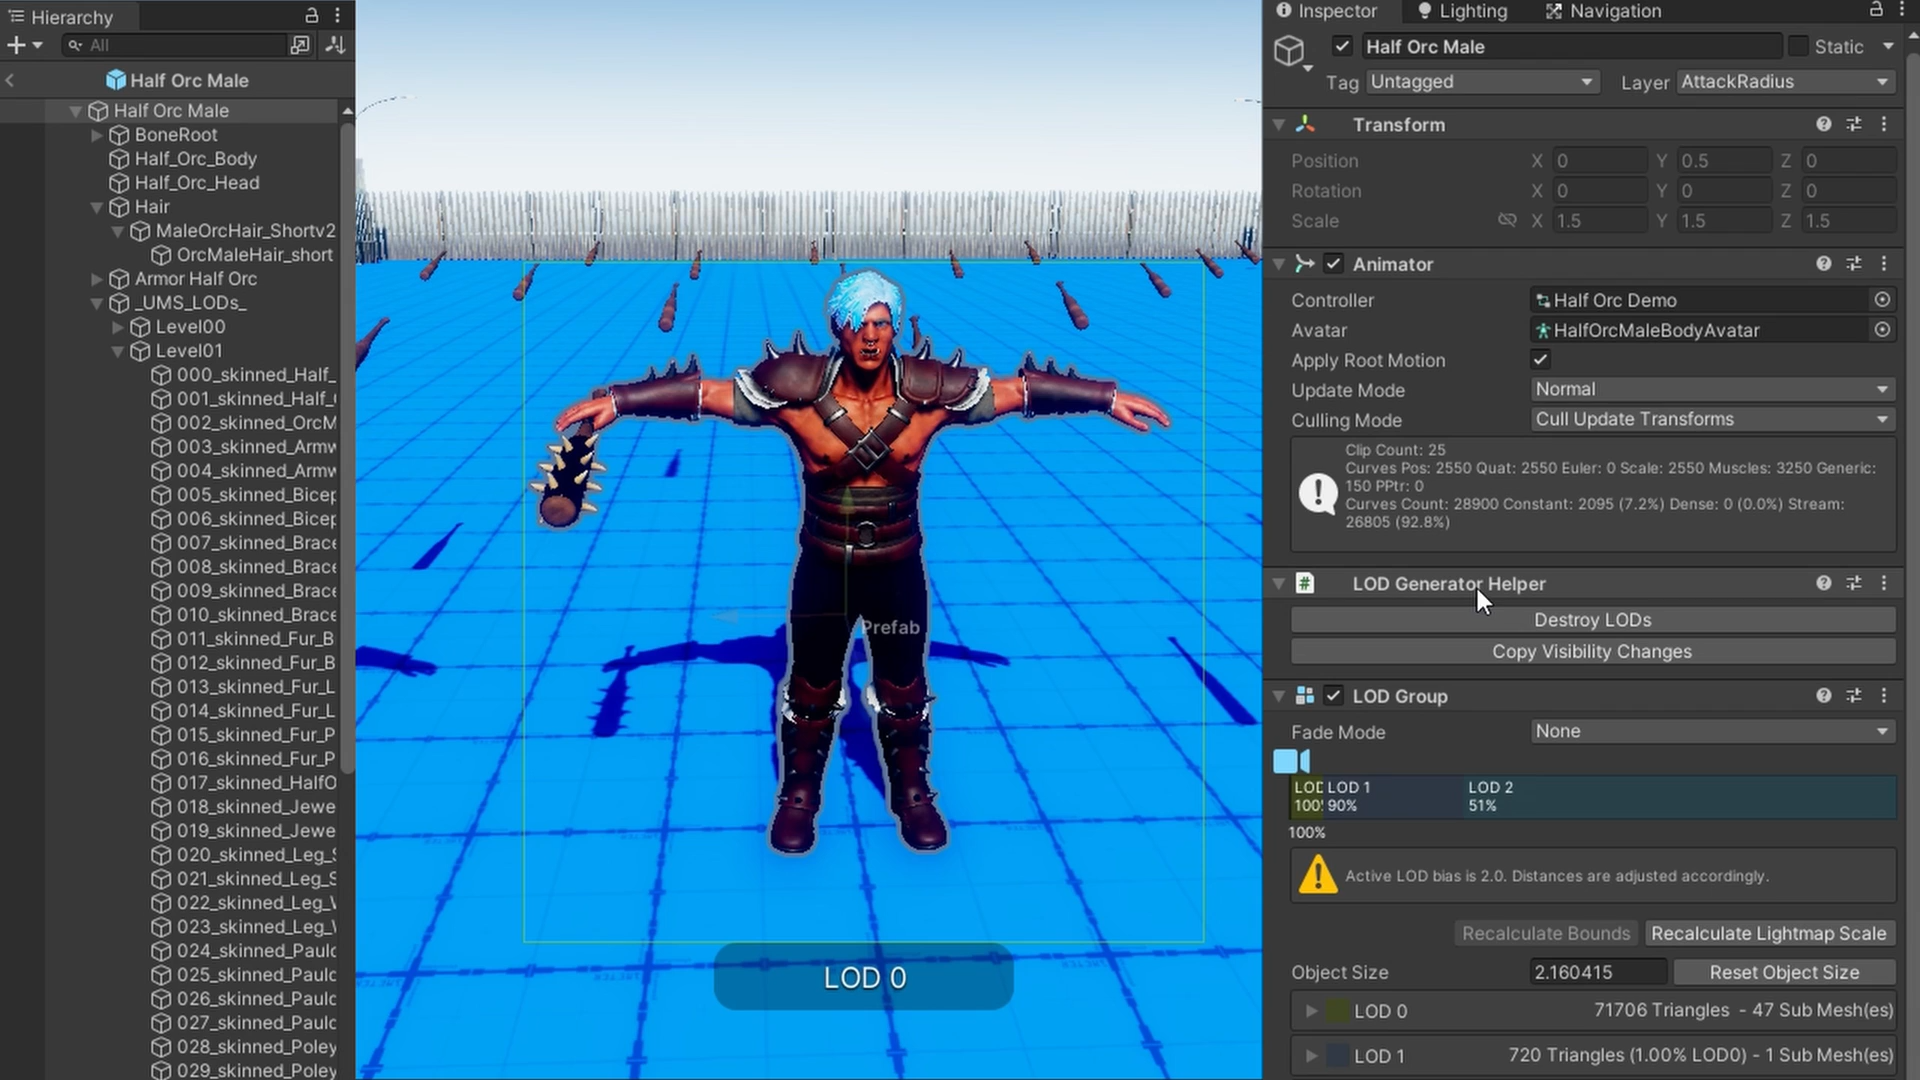 Hierarchy
All
Half Orc Male
Half Orc Male
BoneRoot
Half_Orc_Body
Half_Orc_Head
Hair
MaleOrcHair_Shortv2
OrcMaleHair_short
Armor Half Orc
_UMS_LODs_
Level00
Level01
000_skinned_Half_
001_skinned_Half_
002_skinned_OrcM
003_skinned_Armw
004_skinned_Armw
005_skinned_Bicep
006_skinned_Bicep
007_skinned_Brace
008_skinned_Brace
009_skinned_Brace
010_skinned_Brace
011_skinned_Fur_B
012_skinned_Fur_B
013_skinned_Fur_L
014_skinned_Fur_L
015_skinned_Fur_P
016_skinned_Fur_P
017_skinned_HalfO
018_skinned_Jewe
019_skinned_Jewe
020_skinned_Leg_S
021_skinned_Leg_S
022_skinned_Leg_W
023_skinned_Leg_W
024_skinned_Paulc
025_skinned_Paulc
026_skinned_Paulc
027_skinned_Paulc
028_skinned_Poley
029_skinned_Poley
Prefab
LOD 0
Inspector Lighting Navigation
Half Orc Male Static
Tag Untagged Layer AttackRadius
Transform
Position X 0 Y 0.5 Z 0
Rotation X 0 Y 0 Z 0
Scale X 1.5 Y 1.5 Z 1.5
Animator
Controller Half Orc Demo
Avatar HalfOrcMaleBodyAvatar
Apply Root Motion
Update Mode Normal
Culling Mode Cull Update Transforms
Clip Count: 25
Curves Pos: 2550 Quat: 2550 Euler: 0 Scale: 2550 Muscles: 3250 Generic:
150 PPtr: 0
Curves Count: 28900 Constant: 2095 (7.2%) Dense: 0 (0.0%) Stream:
26805 (92.8%)
LOD Generator Helper
Destroy LODs
Copy Visibility Changes
LOD Group
Fade Mode None
LOD LOD 1 LOD 2
100% 90% 51%
100%
Active LOD bias is 2.0. Distances are adjusted accordingly.
Recalculate Bounds Recalculate Lightmap Scale
Object Size 2.160415 Reset Object Size
LOD 0 71706 Triangles - 47 Sub Mesh(es)
LOD 1 720 Triangles (1.00% LOD0) - 1 Sub Mesh(es)